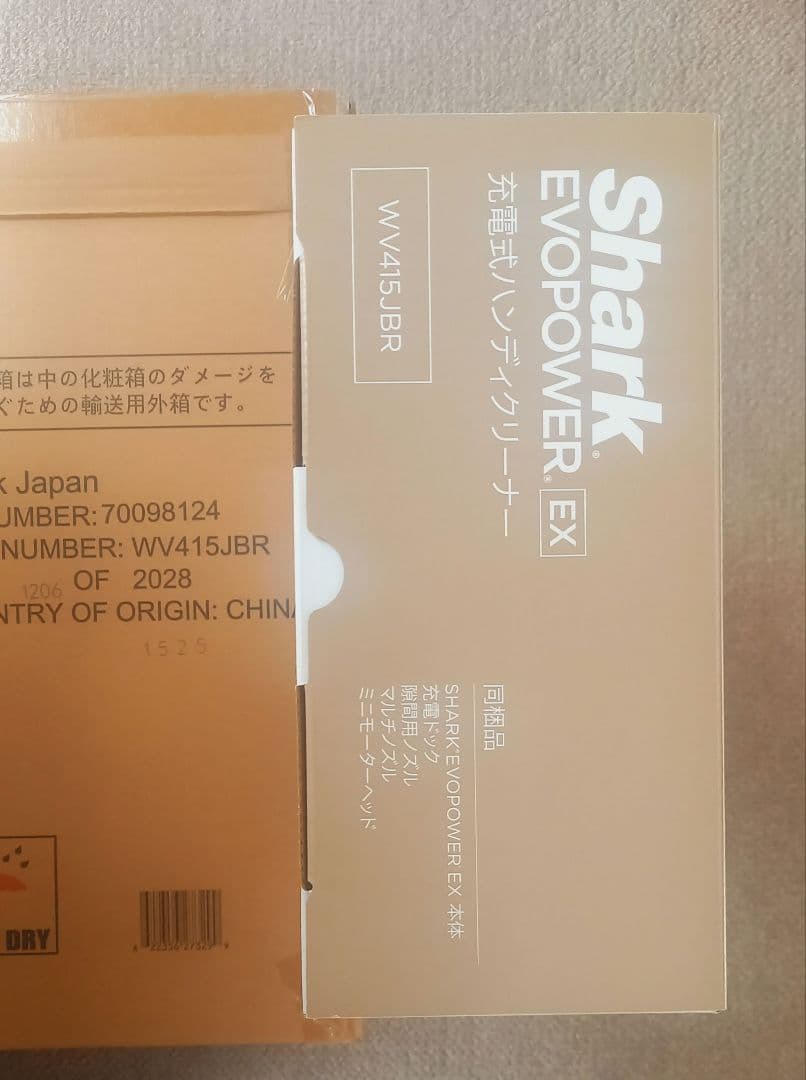 Shark
EVOPOWER® EX
充電式ハンディクリーナー
WV415JBR
同梱品
SHARK®EVOPOWER EX 本体
充電ドック
隙間用ノズル
マルチノズル
ミニモーターヘッド
箱は中の化粧箱のダメージを
ぐための輸送用外箱です。
k Japan
UMBER: 70098124
NUMBER: WV415JBR
1206 OF 2028
NTRY OF ORIGIN: CHINA
1525
DRY